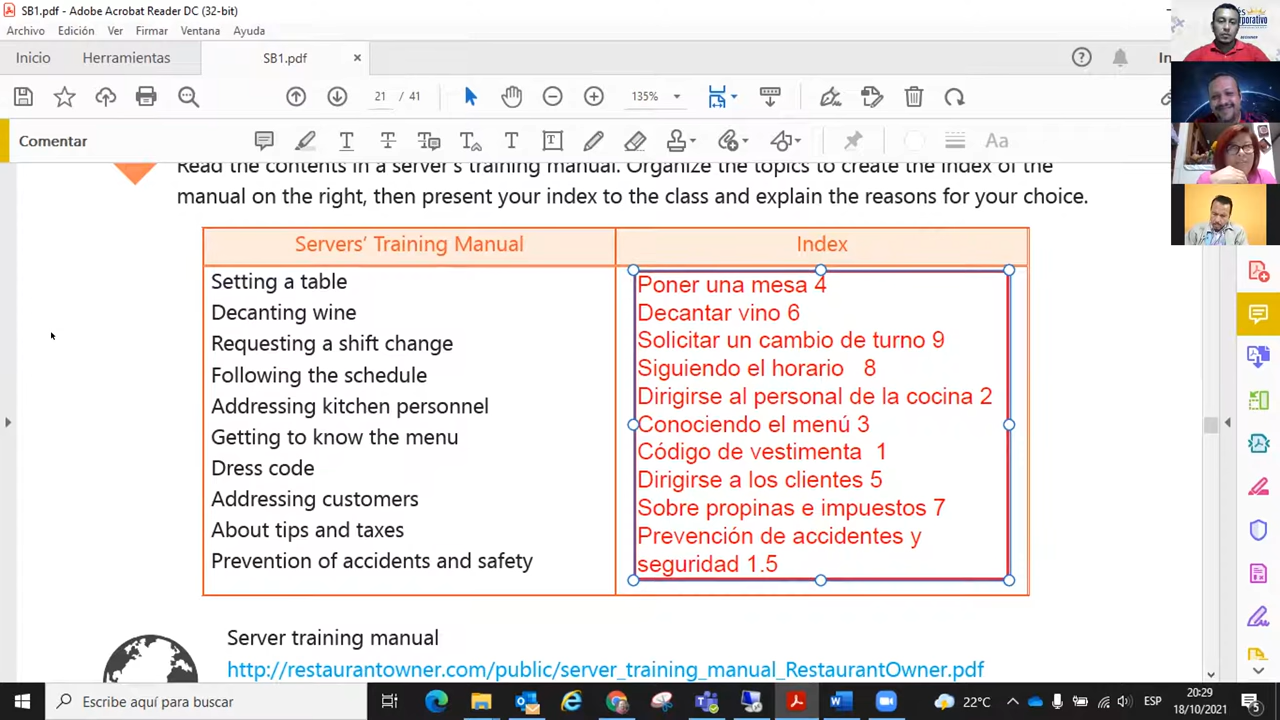 SB1.pdf - Adobe Acrobat Reader DC (32-bit)
Archivo Edición Ver Firmar Ventana Ayuda
Inicio Herramientas SB1.pdf ×
21 / 41 135%
Comentar
Aa
Read the contents in a server's training manual. Organize the topics to create the index of the
manual on the right, then present your index to the class and explain the reasons for your choice.
Servers' Training Manual
Setting a table
Decanting wine
Requesting a shift change
Following the schedule
Addressing kitchen personnel
Getting to know the menu
Dress code
Addressing customers
About tips and taxes
Prevention of accidents and safety
Index
Poner una mesa 4
Decantar vino 6
Solicitar un cambio de turno 9
Siguiendo el horario 8
Dirigirse al personal de la cocina 2
Conociendo el menú 3
Código de vestimenta 1
Dirigirse a los clientes 5
Sobre propinas e impuestos 7
Prevención de accidentes y
seguridad 1.5
Server training manual
http://restaurantowner.com/public/server_training_manual_RestaurantOwner.pdf
Escribe aquí para buscar
22°C
ESP
20:29
18/10/2021
5